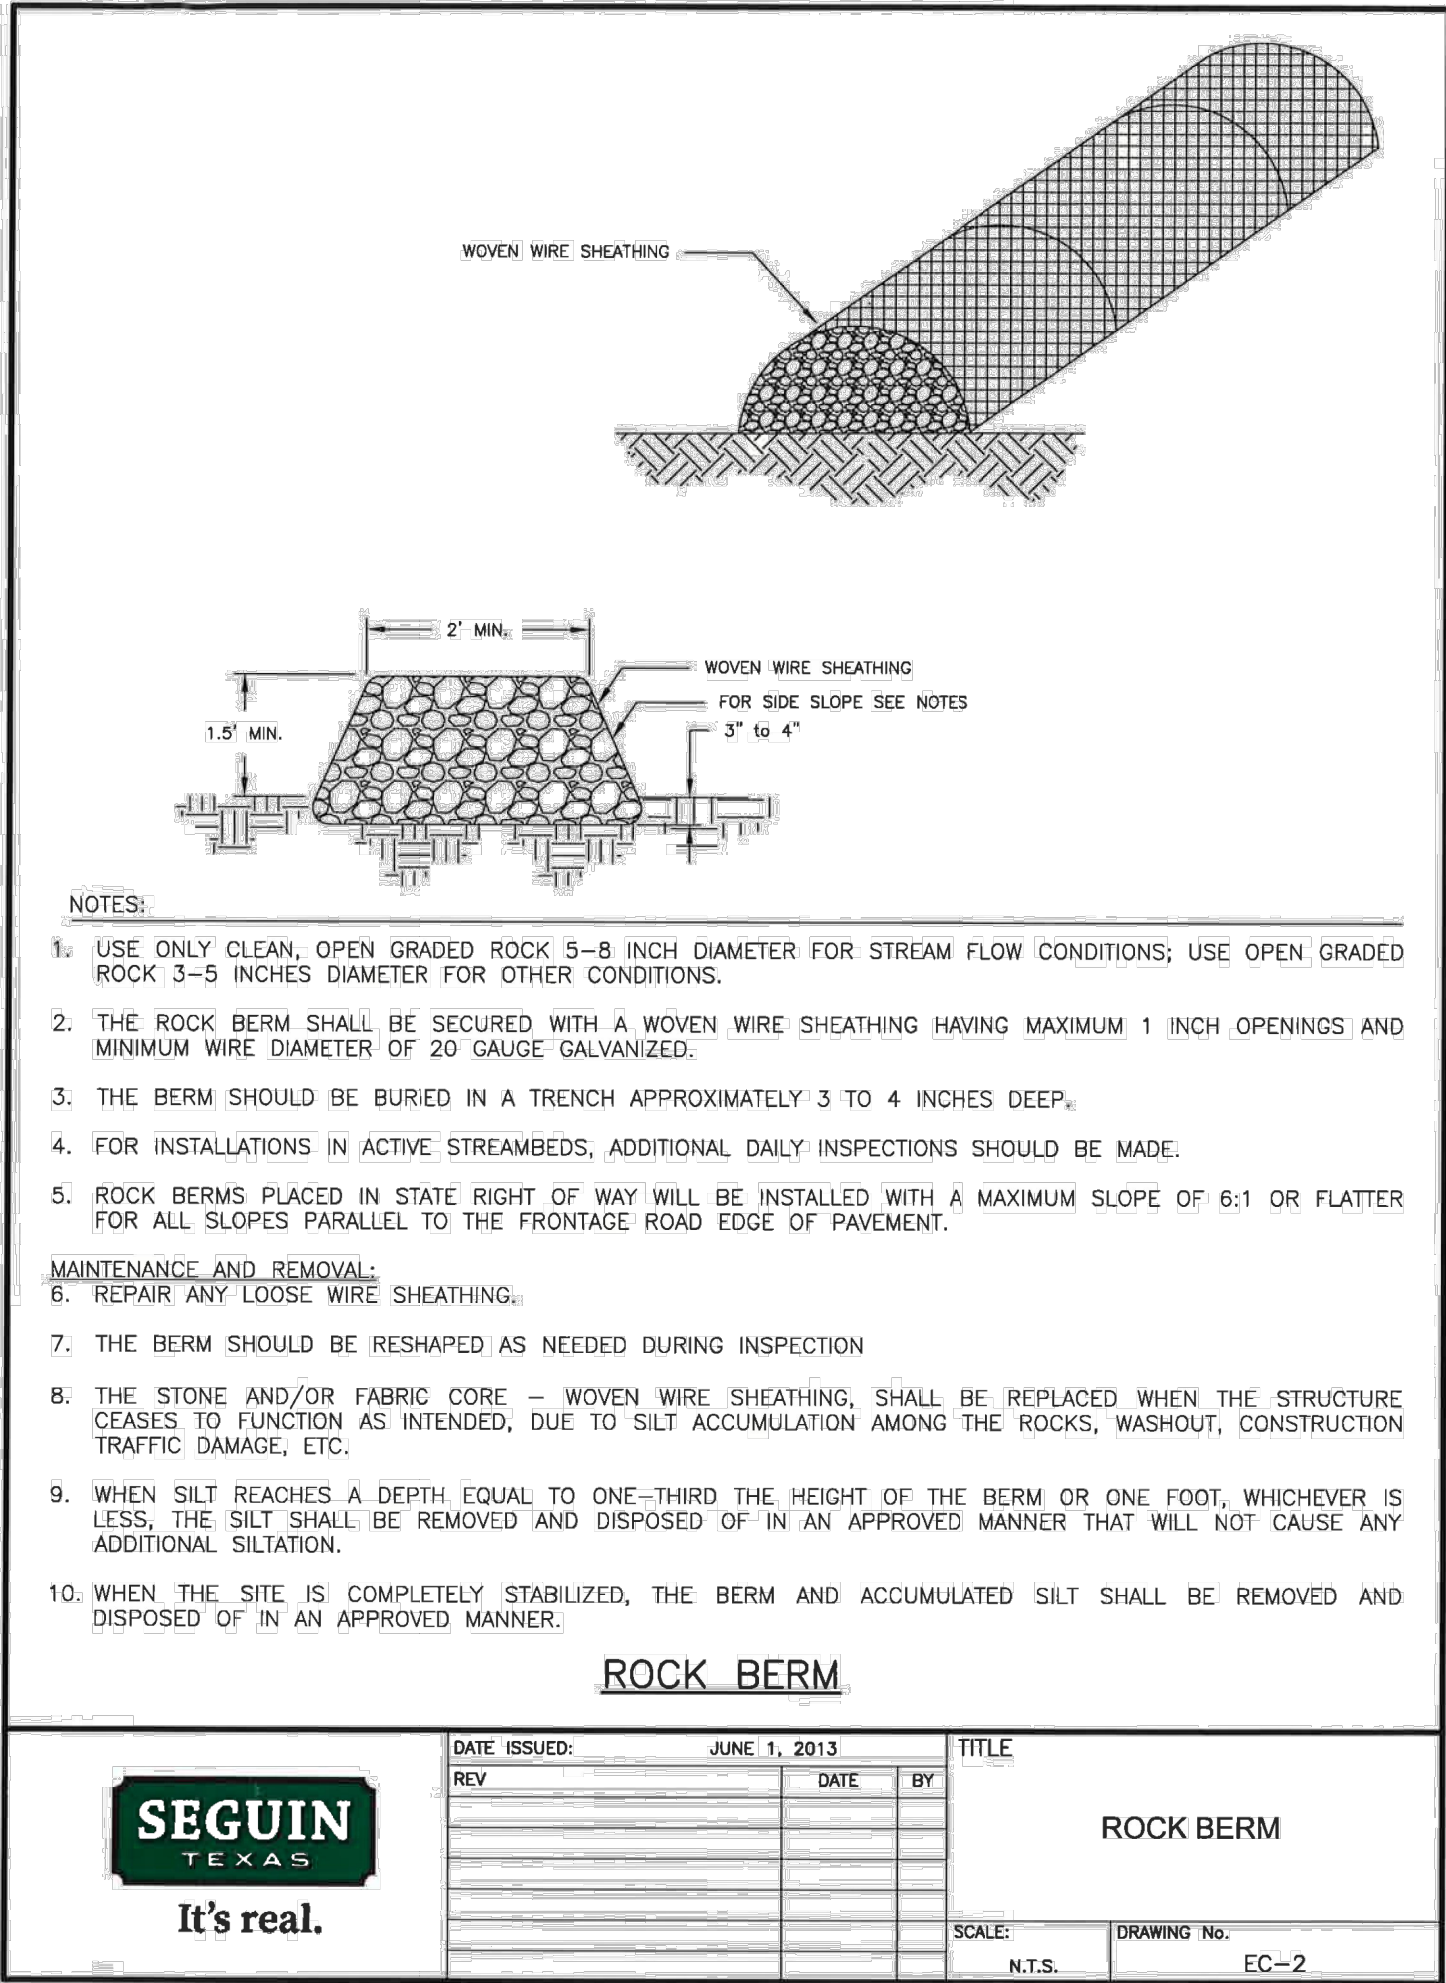 WOVEN WIRE SHEATHING
2' MIN.
WOVEN WIRE SHEATHING
FOR SIDE SLOPE SEE NOTES
1.5' MIN.
3" to 4"
NOTES:
1. USE ONLY CLEAN, OPEN GRADED ROCK 5-8 INCH DIAMETER FOR STREAM FLOW CONDITIONS; USE OPEN GRADED
ROCK 3-5 INCHES DIAMETER FOR OTHER CONDITIONS.
2. THE ROCK BERM SHALL BE SECURED WITH A WOVEN WIRE SHEATHING HAVING MAXIMUM 1 INCH OPENINGS AND
MINIMUM WIRE DIAMETER OF 20 GAUGE GALVANIZED.
3. THE BERM SHOULD BE BURIED IN A TRENCH APPROXIMATELY 3 TO 4 INCHES DEEP.
4. FOR INSTALLATIONS IN ACTIVE STREAMBEDS, ADDITIONAL DAILY INSPECTIONS SHOULD BE MADE.
5. ROCK BERMS PLACED IN STATE RIGHT OF WAY WILL BE INSTALLED WITH A MAXIMUM SLOPE OF 6:1 OR FLATTER
FOR ALL SLOPES PARALLEL TO THE FRONTAGE ROAD EDGE OF PAVEMENT.
MAINTENANCE AND REMOVAL:
6. REPAIR ANY LOOSE WIRE SHEATHING.
7. THE BERM SHOULD BE RESHAPED AS NEEDED DURING INSPECTION
8. THE STONE AND/OR FABRIC CORE - WOVEN WIRE SHEATHING, SHALL BE REPLACED WHEN THE STRUCTURE
CEASES TO FUNCTION AS INTENDED, DUE TO SILT ACCUMULATION AMONG THE ROCKS, WASHOUT, CONSTRUCTION
TRAFFIC DAMAGE, ETC.
9. WHEN SILT REACHES A DEPTH EQUAL TO ONE-THIRD THE HEIGHT OF THE BERM OR ONE FOOT, WHICHEVER IS
LESS, THE SILT SHALL BE REMOVED AND DISPOSED OF IN AN APPROVED MANNER THAT WILL NOT CAUSE ANY
ADDITIONAL SILTATION.
10. WHEN THE SITE IS COMPLETELY STABILIZED, THE BERM AND ACCUMULATED SILT SHALL BE REMOVED AND
DISPOSED OF IN AN APPROVED MANNER.
ROCK BERM
SEGUIN
TEXAS
It's real.
DATE ISSUED: JUNE 1, 2013
REV DATE BY
TITLE
ROCK BERM
SCALE:
N.T.S.
DRAWING No.
EC-2